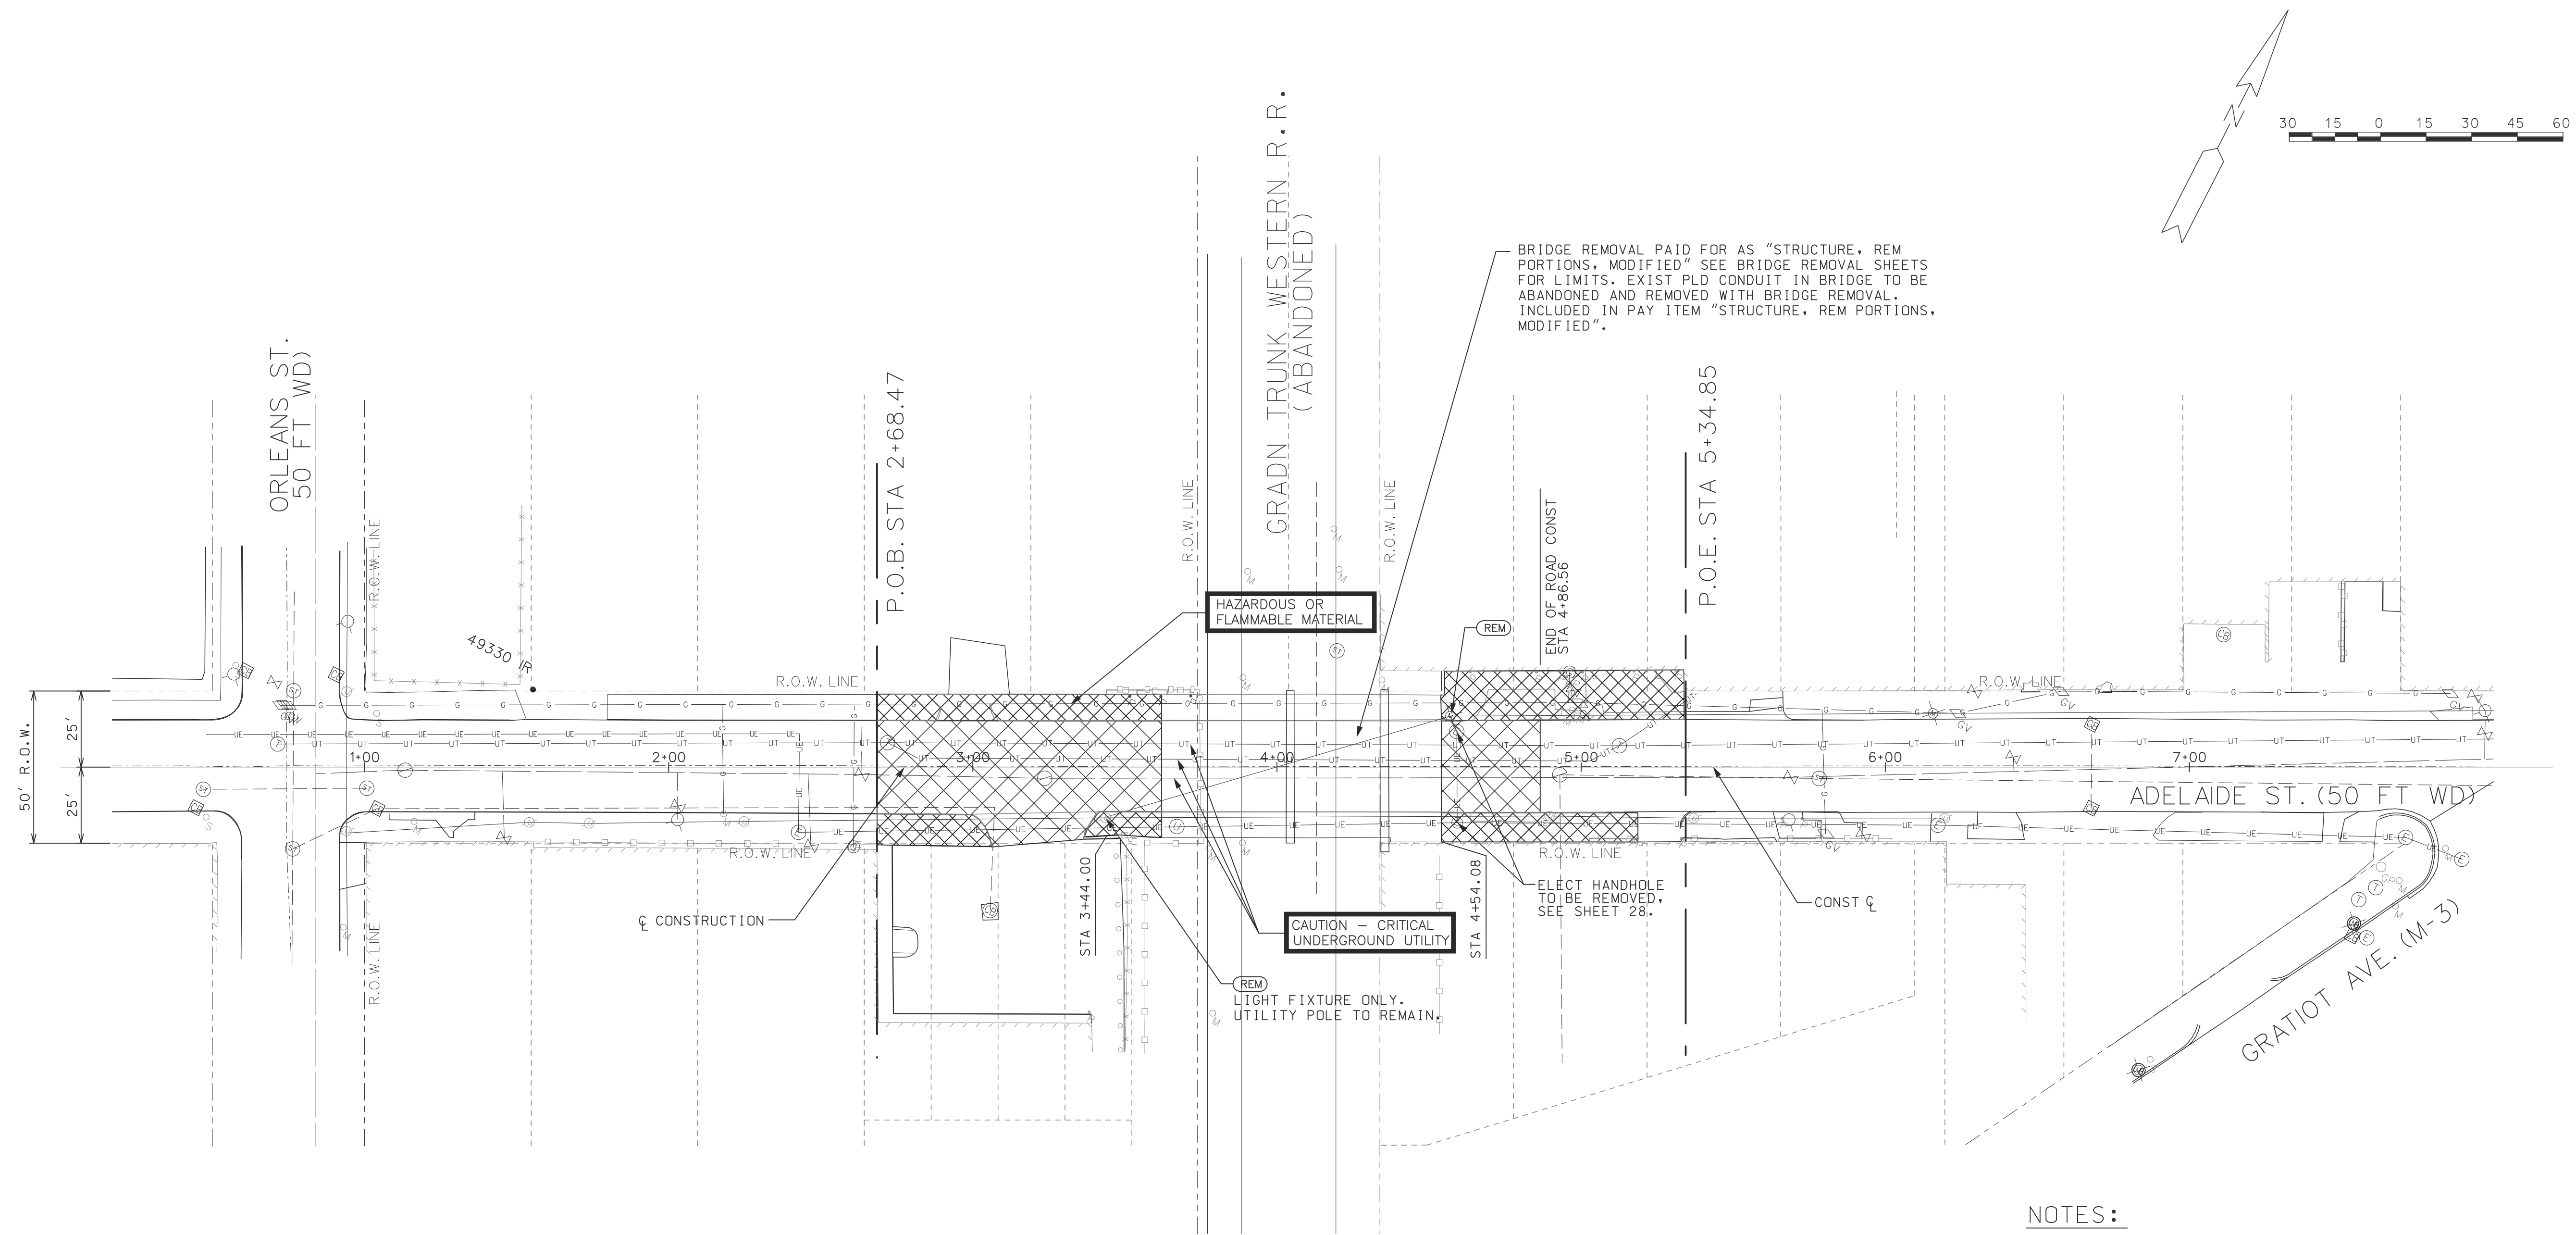 30 15 0 15 30 45 60
N
GRADN TRUNK WESTERN R.R.
(ABANDONED)
BRIDGE REMOVAL PAID FOR AS "STRUCTURE, REM
PORTIONS, MODIFIED" SEE BRIDGE REMOVAL SHEETS
FOR LIMITS. EXIST PLD CONDUIT IN BRIDGE TO BE
ABANDONED AND REMOVED WITH BRIDGE REMOVAL.
INCLUDED IN PAY ITEM "STRUCTURE, REM PORTIONS,
MODIFIED".
ORLEANS ST.
50 FT WD)
P.O.B. STA 2+68.47
P.O.E. STA 5+34.85
R.O.W. LINE
R.O.W. LINE
R.O.W. LINE
END OF ROAD CONST
STA 4+86.56
HAZARDOUS OR
FLAMMABLE MATERIAL
REM
49330 IR
R.O.W. LINE
R.O.W. LINE
50' R.O.W.
25'
25'
1+00
2+00
3+00
4+00
5+00
6+00
7+00
ADELAIDE ST. (50 FT WD)
R.O.W. LINE
R.O.W. LINE
STA 3+44.00
STA 4+54.08
ELECT HANDHOLE
TO BE REMOVED,
SEE SHEET 28.
CONST ℄
℄ CONSTRUCTION
CAUTION - CRITICAL
UNDERGROUND UTILITY
R.O.W. LINE
REM
LIGHT FIXTURE ONLY.
UTILITY POLE TO REMAIN.
GRATIOT AVE. (M-3)
NOTES: